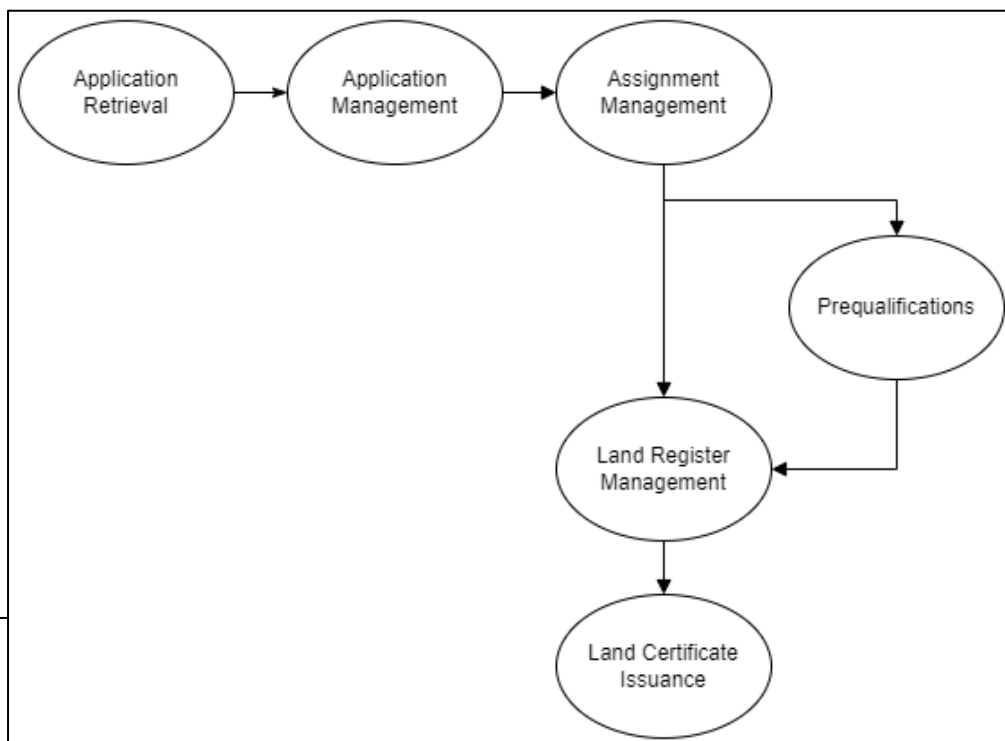 Application
Retrieval
Application
Management
Assignment
Management
Prequalifications
Land Register
Management
Land Certificate
Issuance